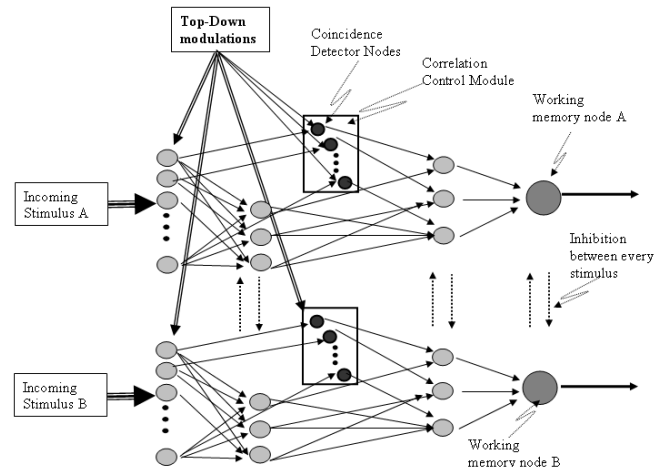 Top-Down
modulations
Coincidence
Detector Nodes
Correlation
Control Module
Working
memory node A
Incoming
Stimulus A
Inhibition
between every
stimulus
Incoming
Stimulus B
Working
memory node B